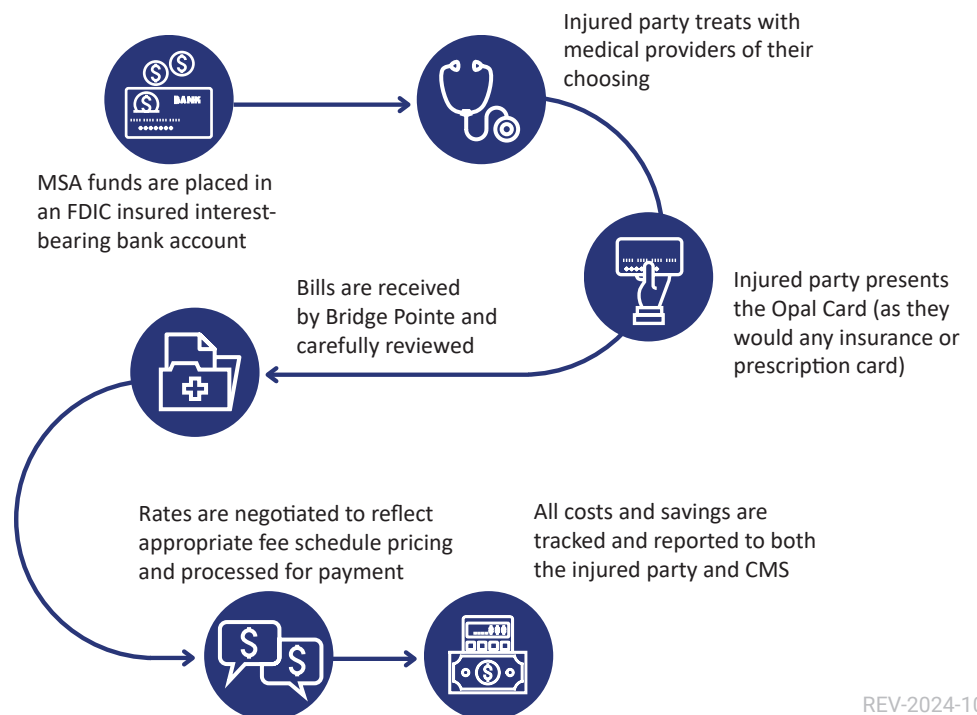 BANK
MSA funds are placed in
an FDIC insured interest-
bearing bank account
Injured party treats with
medical providers of their
choosing
Injured party presents
the Opal Card (as they
would any insurance or
prescription card)
Bills are received
by Bridge Pointe and
carefully reviewed
Rates are negotiated to reflect
appropriate fee schedule pricing
and processed for payment
All costs and savings are
tracked and reported to both
the injured party and CMS
REV-2024-10